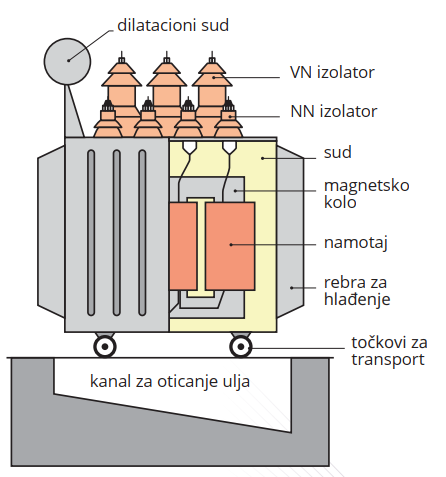 dilatacioni sud
VN izolator
NN izolator
sud
magnetsko
kolo
namotaj
rebra za
hlađenje
točkovi za
transport
kanal za oticanje ulja